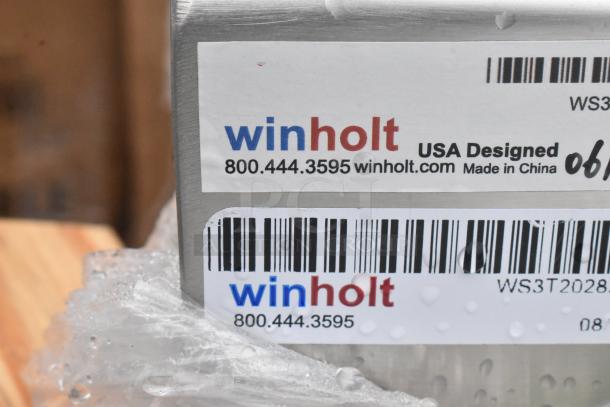 WS3
winholt
USA Designed
800.444.3595 winholt.com Made in China 06/
winholt
WS3T2028
800.444.3595
08